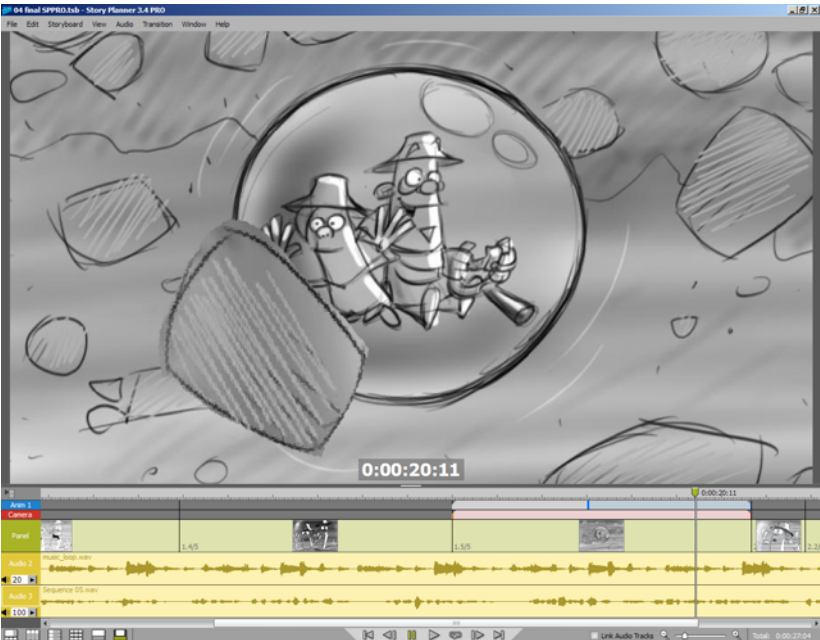 04 final SPPRO.tsb - Story Planner 3.4 PRO
File Edit Storyboard View Audio Transition Window Help
0:00:20:11
0:00:20:11
Anim 1
Camera
Panel
1.4/5
1.5/5
2.2/
Audio 2
music_loop.wav
20
Audio 3
Sequence 05.wav
100
Link Audio Tracks
Total: 0:00:27:04